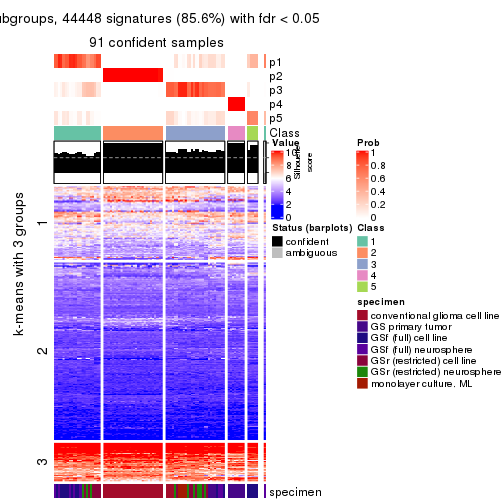 ubgroups, 44448 signatures (85.6%) with fdr < 0.05
91 confident samples
p1
p2
p3
p4
p5
Class
1
2
3
k-means with 3 groups
specimen
Silhouette
score
Value
10
8
6
4
2
0
Status (barplots)
confident
ambiguous
Prob
1
0.8
0.6
0.4
0.2
0
Class
1
2
3
4
5
specimen
conventional glioma cell line
GS primary tumor
GSf (full) cell line
GSf (full) neurosphere
GSr (restricted) cell line
GSr (restricted) neurosphere
monolayer culture. ML